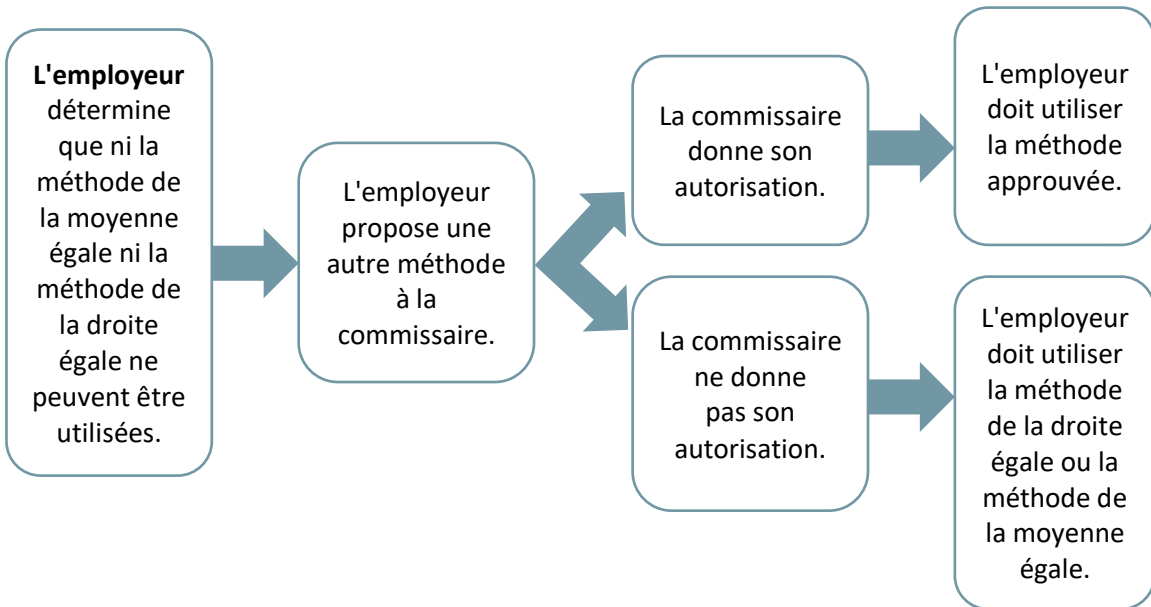 L'employeur
détermine
que ni la
méthode de
la moyenne
égale ni la
méthode de
la droite
égale ne
peuvent être
utilisées.
L'employeur
propose une
autre méthode
à la
commissaire.
La commissaire
donne son
autorisation.
L'employeur
doit utiliser
la méthode
approuvée.
La commissaire
ne donne
pas son
autorisation.
L'employeur
doit utiliser
la méthode
de la droite
égale ou la
méthode de
la moyenne
égale.